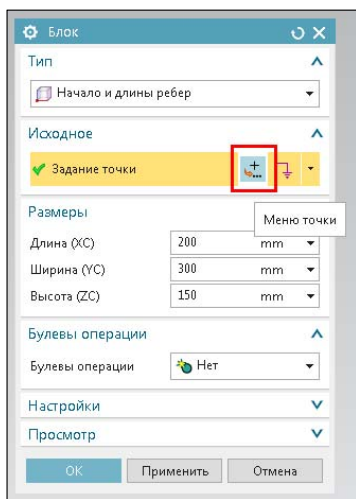 Блок
Тип
Начало и длины ребер
Исходное
Задание точки
Размеры
Меню точки
Длина (XC) 200 mm
Ширина (YC) 300 mm
Высота (ZC) 150 mm
Булевы операции
Булевы операции Нет
Настройки
Просмотр
OK Применить Отмена